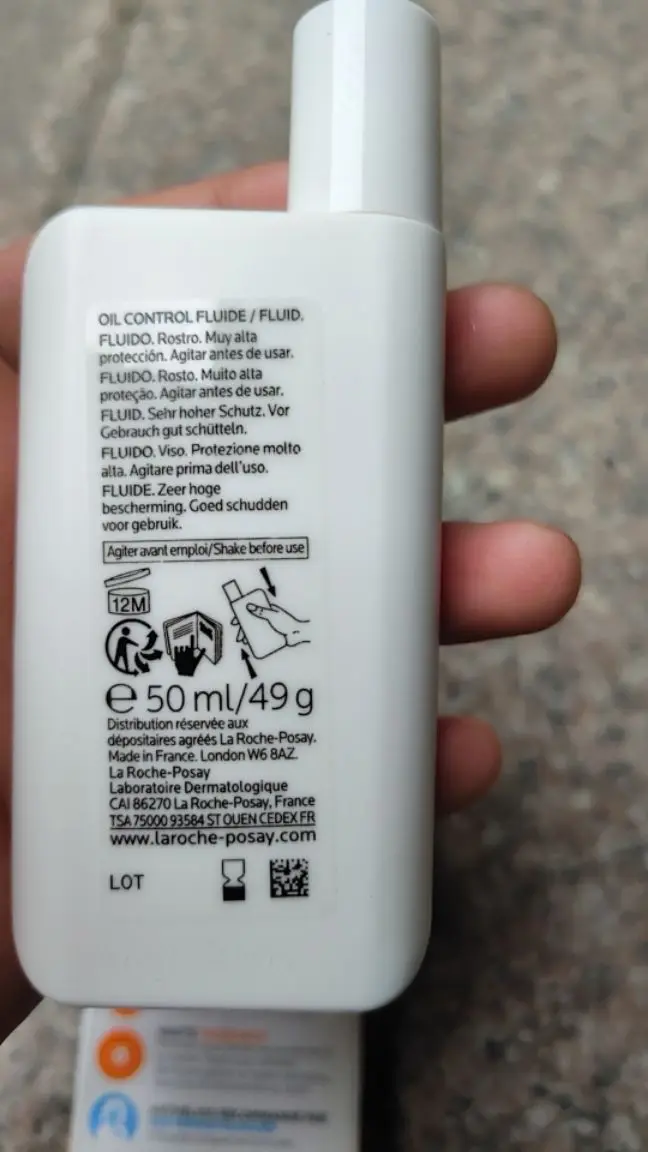 OIL CONTROL FLUIDE / FLUID.
FLUIDO. Rostro. Muy alta
protección. Agitar antes de usar.
FLUIDO. Rosto. Muito alta
proteção. Agitar antes de usar.
FLUID. Sehr hoher Schutz. Vor
Gebrauch gut schütteln.
FLUIDO. Viso. Protezione molto
alta. Agitare prima dell'uso.
FLUIDE. Zeer hoge
bescherming. Goed schudden
voor gebruik.
Agiter avant emploi/Shake before use
12M
e 50 ml/49 g
Distribution réservée aux
dépositaires agréés La Roche-Posay.
Made in France. London W6 8AZ.
La Roche-Posay
Laboratoire Dermatologique
CAI 86270 La Roche-Posay, France
TSA 75000 93584 ST OUEN CEDEX FR
www.laroche-posay.com
LOT